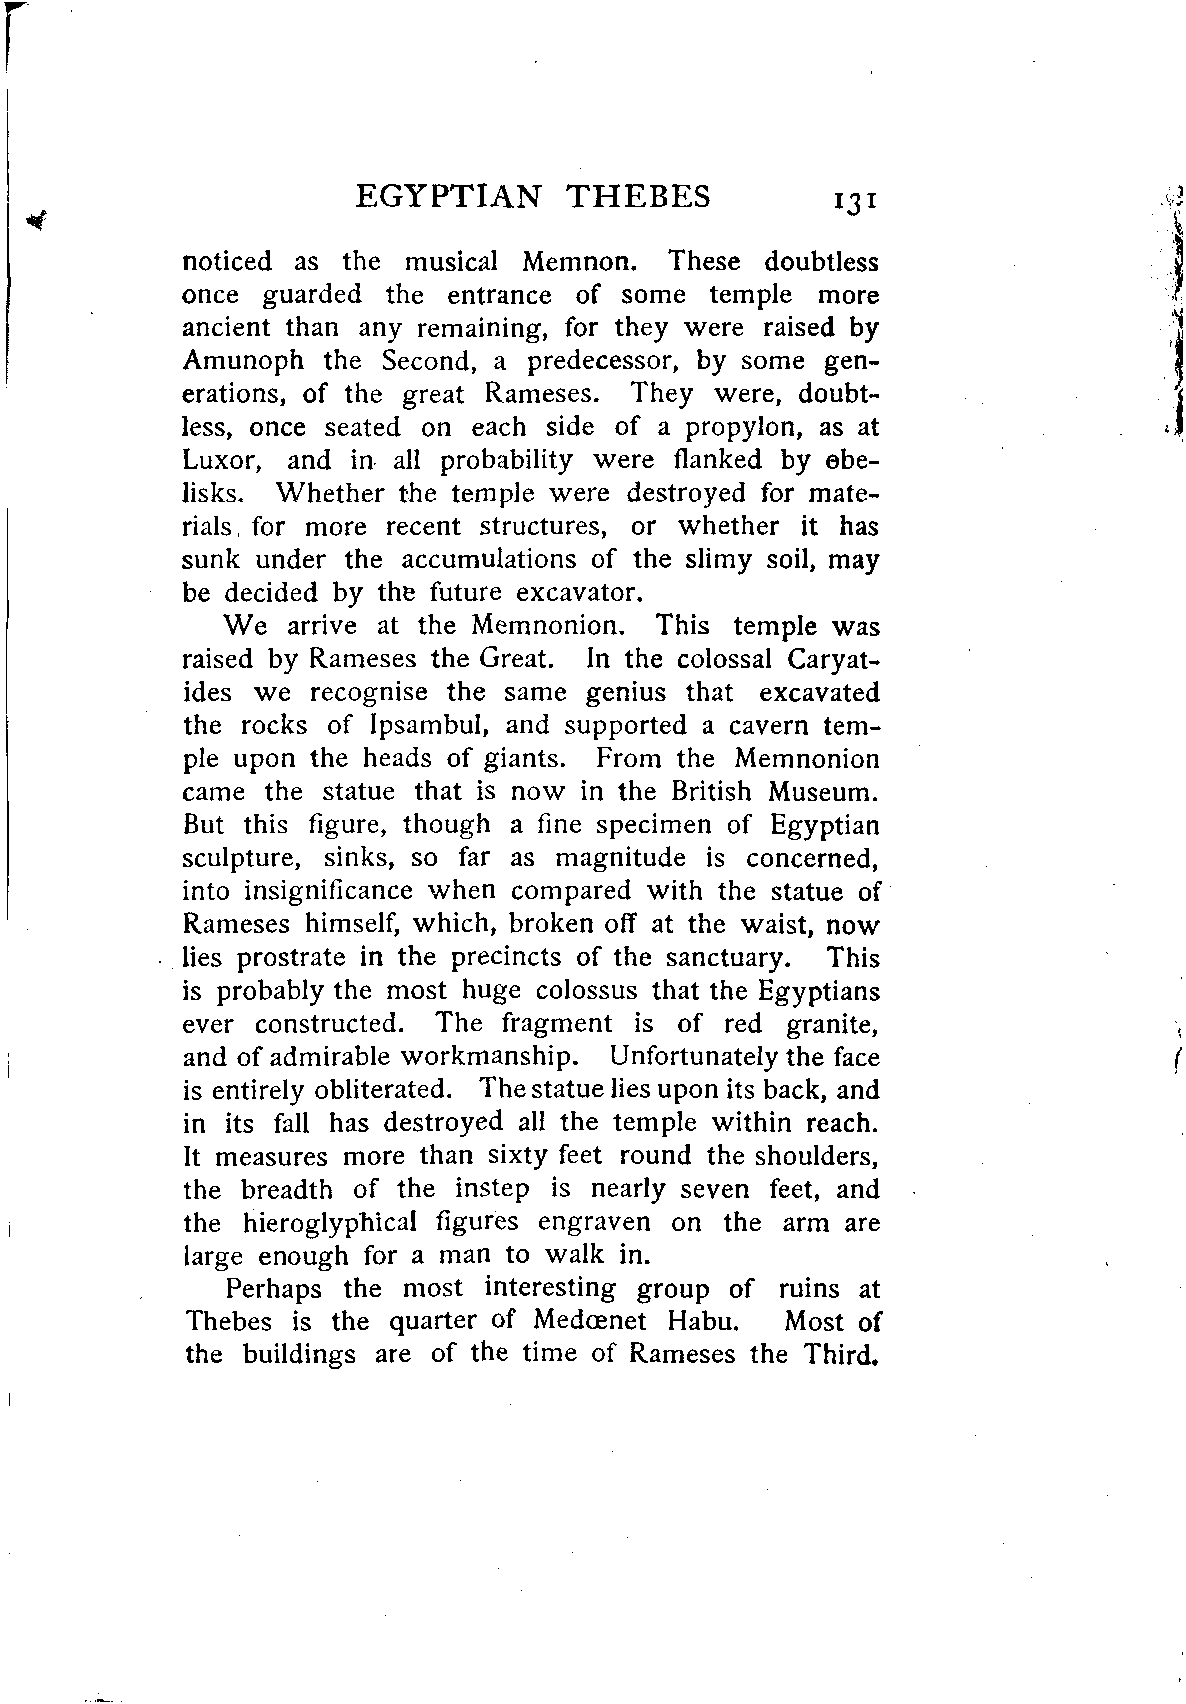 EGYPTIAN THEBES 131
noticed as the musical Memnon. These doubtless
once guarded the entrance of some temple more
ancient than any remaining, for they were raised by
Amunoph the Second, a predecessor, by some gen-
erations, of the great Rameses. They were, doubt-
less, once seated on each side of a propylon, as at
Luxor, and in all probability were flanked by obe-
lisks. Whether the temple were destroyed for mate-
rials for more recent structures, or whether it has
sunk under the accumulations of the slimy soil, may
be decided by the future excavator.
We arrive at the Memnonion. This temple was
raised by Rameses the Great. In the colossal Caryat-
ides we recognise the same genius that excavated
the rocks of Ipsambul, and supported a cavern tem-
ple upon the heads of giants. From the Memnonion
came the statue that is now in the British Museum.
But this figure, though a fine specimen of Egyptian
sculpture, sinks, so far as magnitude is concerned,
into insignificance when compared with the statue of
Rameses himself, which, broken off at the waist, now
lies prostrate in the precincts of the sanctuary. This
is probably the most huge colossus that the Egyptians
ever constructed. The fragment is of red granite,
and of admirable workmanship. Unfortunately the face
is entirely obliterated. The statue lies upon its back, and
in its fall has destroyed all the temple within reach.
It measures more than sixty feet round the shoulders,
the breadth of the instep is nearly seven feet, and
the hieroglyphical figures engraven on the arm are
large enough for a man to walk in.
Perhaps the most interesting group of ruins at
Thebes is the quarter of Medœnet Habu. Most of
the buildings are of the time of Rameses the Third.